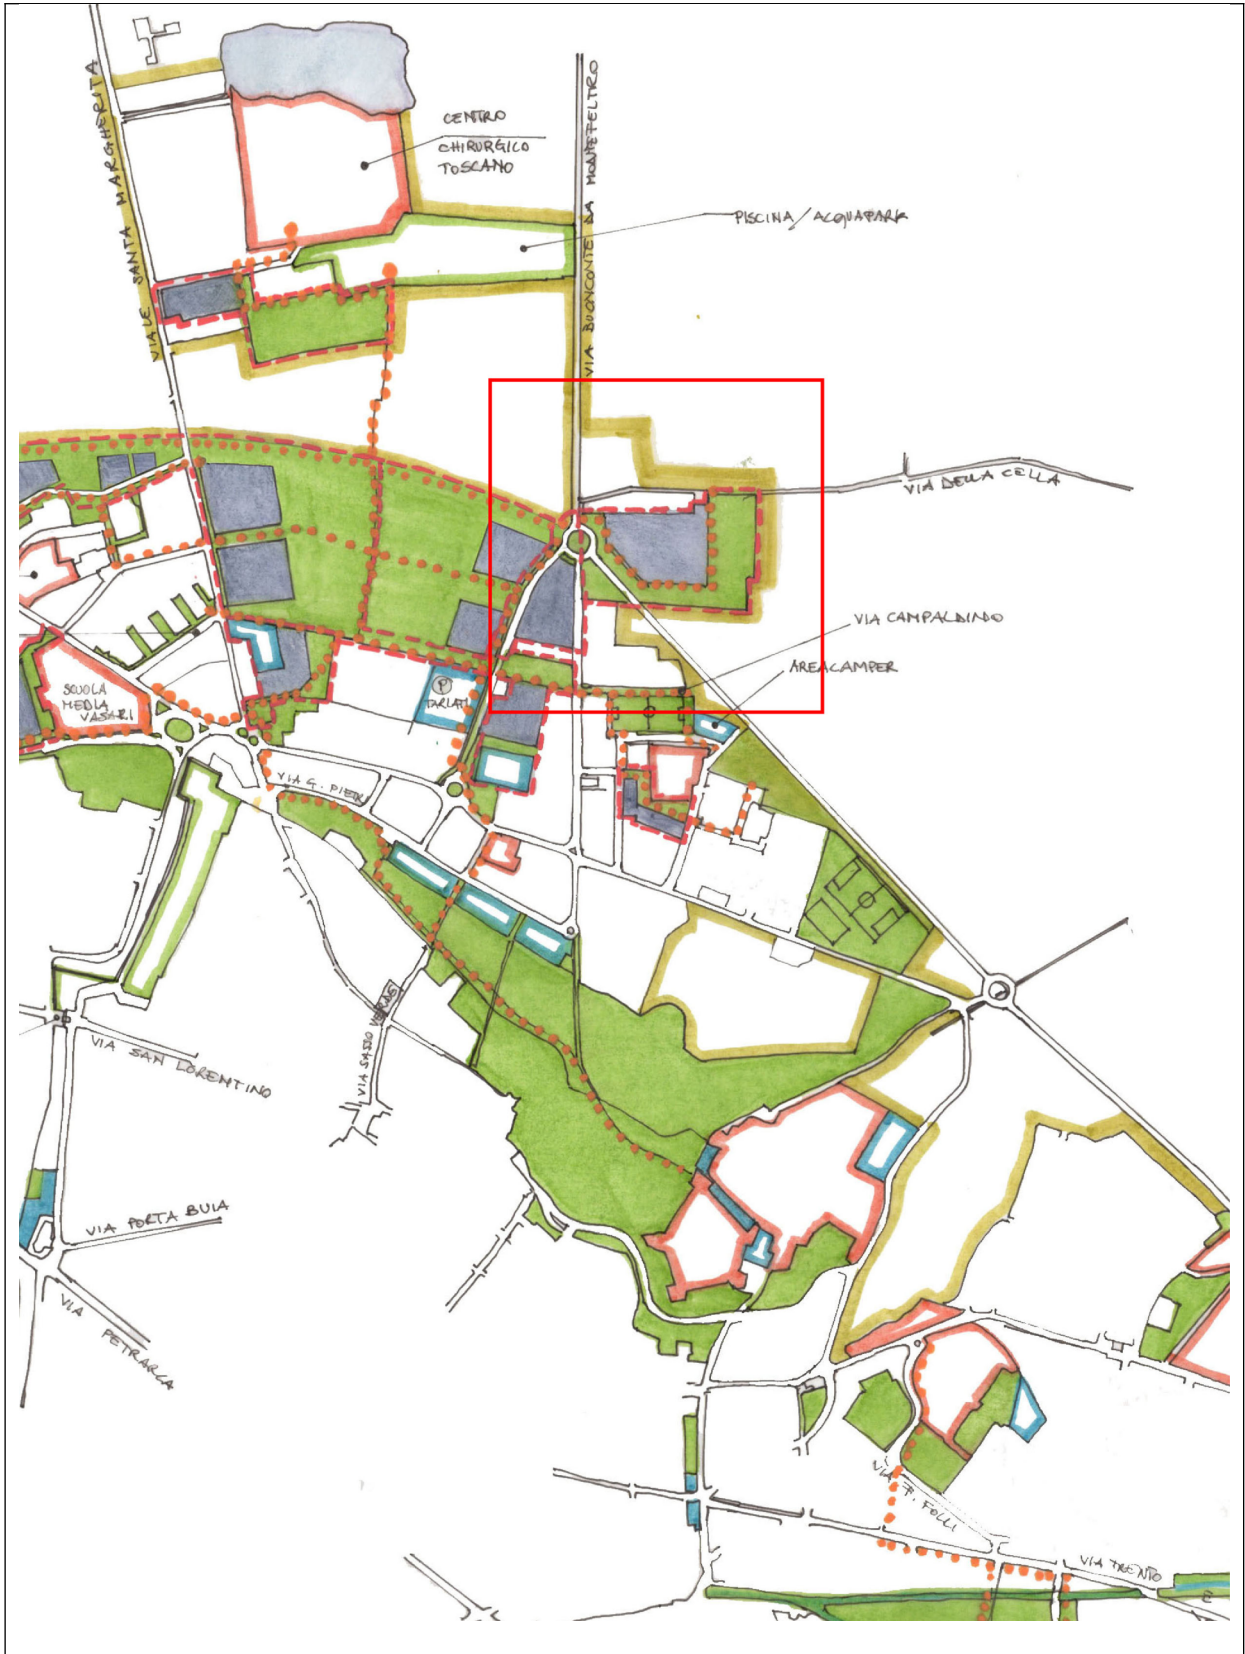 VIALE SANTA MARGHERITA
CENTRO
CHIRURGICO
TOSCANO
VIA BUONCONTE DA MONTEFELTRO
PISCINA/ACQUAPARK
VIA DELLA CELLA
VIA CAMPALDINO
AREA CAMPER
SCUOLA
MEDIA
VASARI
P
TARLATI
VIA G. PIETRI
VIA SASSO VERDE
VIA SAN LORENTINO
VIA PORTA BUIA
VIA PETRARCA
VIA F. FOLLI
VIA TRENTO
E